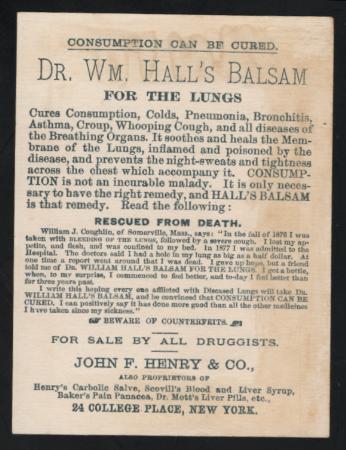 CONSUMPTION CAN BE CURED.
DR. WM. HALL'S BALSAM
FOR THE LUNGS
Cures Consumption, Colds, Pneumonia, Bronchitis,
Asthma, Croup, Whooping Cough, and all diseases of
the Breathing Organs. It soothes and heals the Mem-
brane of the Lungs, inflamed and poisoned by the
disease, and prevents the night-sweats and tightness
across the chest which accompany it. CONSUMP-
TION is not an incurable malady. It is only neces-
sary to have the right remedy, and HALL'S BALSAM
is that remedy. Read the following:
RESCUED FROM DEATH.
William J. Coughlin, of Somerville, Mass., says: "In the fall of 1876 I was
taken with BLEEDING OF THE LUNGS, followed by a severe cough. I lost my ap-
petite, and flesh, and was confined to my bed. In 1877 I was admitted to the
Hospital. The doctors said I had a hole in my lung as big as a half dollar. At
one time a report went around that I was dead. I gave up hope, but a friend
told me of DR. WILLIAM HALL'S BALSAM FOR THE LUNGS. I got a bottle,
when, to my surprise, I commenced to feel better, and to-day I feel better than
for three years past.
I write this hoping every one afflicted with Diseased Lungs will take DR.
WILLIAM HALL'S BALSAM, and be convinced that CONSUMPTION CAN BE
CURED. I can positively say it has done more good than all the other medicines
I have taken since my sickness."
BEWARE OF COUNTERFEITS.
FOR SALE BY ALL DRUGGISTS.
JOHN F. HENRY & CO.,
ALSO PROPRIETORS OF
Henry's Carbolic Salve, Scovill's Blood and Liver Syrup,
Baker's Pain Panacea, Dr. Mott's Liver Pills, etc.,
24 COLLEGE PLACE, NEW YORK.